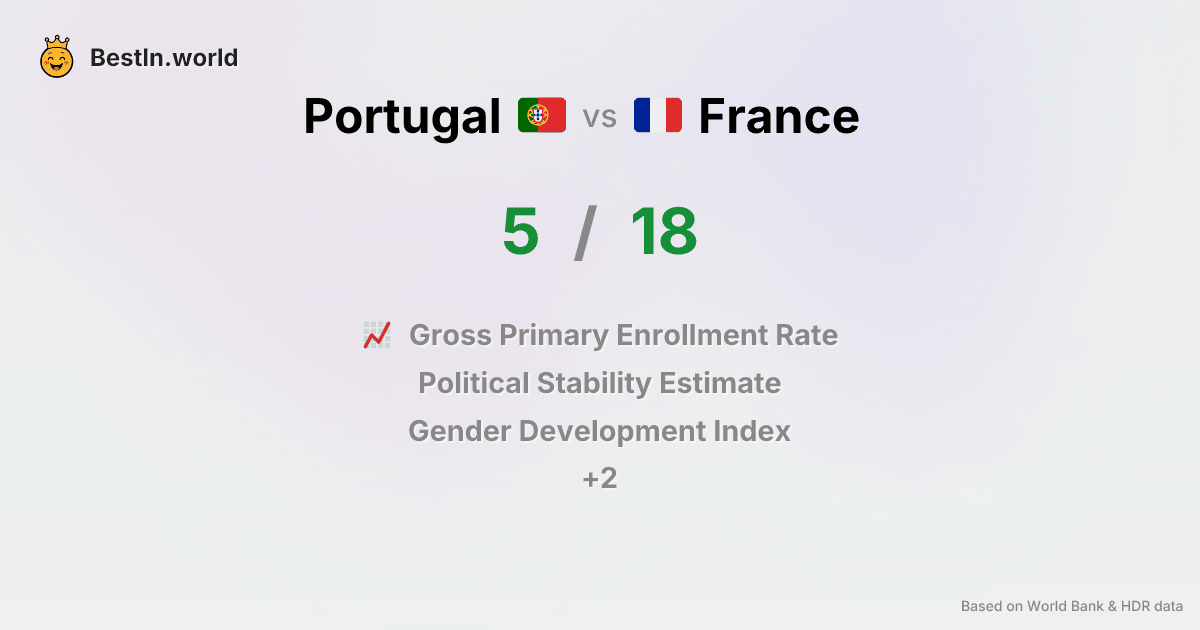 BestIn.world
Portugal vs France
5 / 18
Gross Primary Enrollment Rate
Political Stability Estimate
Gender Development Index
+2
Based on World Bank & HDR data